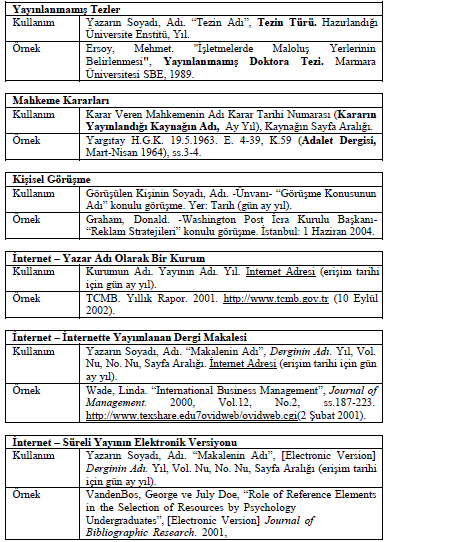 Yayınlanmamış Tezler
Kullanım
Yazarın Soyadı, Adı. “Tezin Adı”, Tezin Türü. Hazırlandığı
Üniversite Enstitü, Yıl.
Örnek
Ersoy, Mehmet. "İşletmelerde Maloluş Yerlerinin
Belirlenmesi", Yayınlanmamış Doktora Tezi. Marmara
Üniversitesi SBE, 1989.
Mahkeme Kararları
Kullanım
Karar Veren Mahkemenin Adı Karar Tarihi Numarası (Kararın
Yayınlandığı Kaynağın Adı, Ay Yıl), Kaynağın Sayfa Aralığı.
Örnek
Yargıtay H.G.K. 19.5.1963. E. 4-39, K.59 (Adalet Dergisi,
Mart-Nisan 1964), ss.3-4.
Kişisel Görüşme
Kullanım
Görüşülen Kişinin Soyadı, Adı. -Ünvanı- “Görüşme Konusunun
Adı” konulu görüşme. Yer: Tarih (gün ay yıl).
Örnek
Graham, Donald. -Washington Post İcra Kurulu Başkanı-
“Reklam Stratejileri” konulu görüşme. İstanbul: 1 Haziran 2004.
İnternet – Yazar Adı Olarak Bir Kurum
Kullanım
Kurumun Adı. Yayının Adı. Yıl. İnternet Adresi (erişim tarihi
için gün ay yıl).
Örnek
TCMB. Yıllık Rapor. 2001. http://www.tcmb.gov.tr (10 Eylül
2002).
İnternet – İnternette Yayımlanan Dergi Makalesi
Kullanım
Yazarın Soyadı, Adı. “Makalenin Adı”, Derginin Adı. Yıl, Vol.
Nu, No. Nu, Sayfa Aralığı. İnternet Adresi (erişim tarihi için gün
ay yıl).
Örnek
Wade, Linda. “International Business Management”, Journal of
Management. 2000, Vol.12, No.2, ss.187-223.
http://www.texshare.edu7ovidweb/ovidweb.cgi(2 Şubat 2001).
İnternet – Süreli Yayının Elektronik Versiyonu
Kullanım
Yazarın Soyadı, Adı. “Makalenin Adı”, [Electronic Version]
Derginin Adı. Yıl, Vol. Nu, No. Nu, Sayfa Aralığı (erişim tarihi
için gün ay yıl).
Örnek
VandenBos, George ve July Doe, “Role of Reference Elements
in the Selection of Resources by Psychology
Undergraduates”, [Electronic Version] Journal of
Bibliographic Research. 2001,